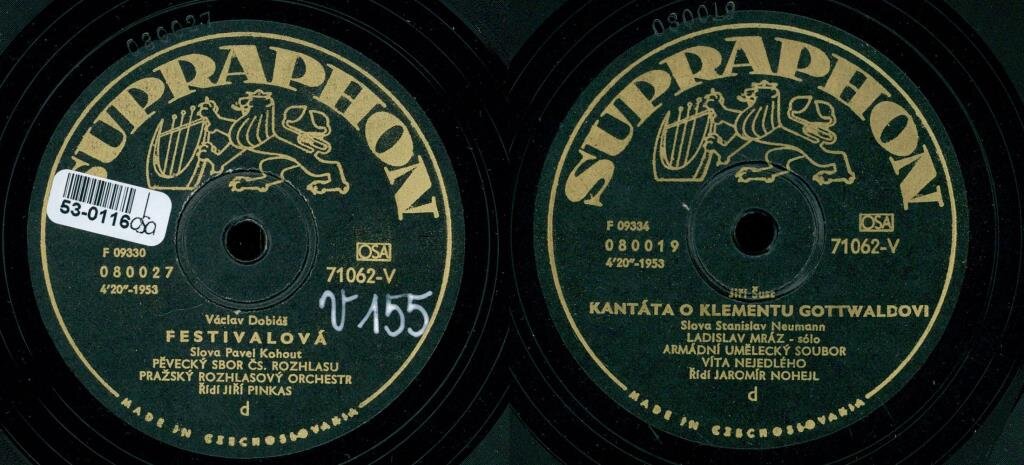 080027
SUPRAPHON
53-0116 osa
F 09330
080027
4'20"-1953
OSA
71062-V
V 155
Václav Dobiáš
FESTIVALOVÁ
Slova Pavel Kohout
PĚVECKÝ SBOR ČS. ROZHLASU
PRAŽSKÝ ROZHLASOVÝ ORCHESTR
Řídí JIŘÍ PINKAS
d
MADE IN CZECHOSLOVAKIA
080019
SUPRAPHON
F 09334
080019
4'20"-1953
OSA
71062-V
Jiří Šust
KANTÁTA O KLEMENTU GOTTWALDOVI
Slova Stanislav Neumann
LADISLAV MRÁZ - sólo
ARMÁDNÍ UMĚLECKÝ SOUBOR
VÍTA NEJEDLÉHO
Řídí JAROMÍR NOHEJL
d
MADE IN CZECHOSLOVAKIA